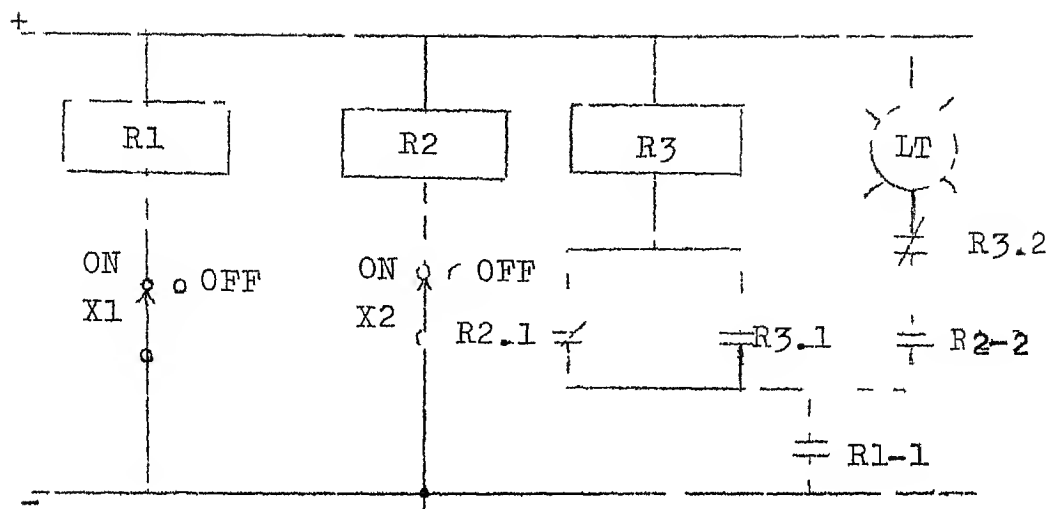 +
R1
R2
R3
LT
R3.2
ON
OFF
X1
ON
OFF
X2
R2.1
R3.1
R2-2
R1-1
-